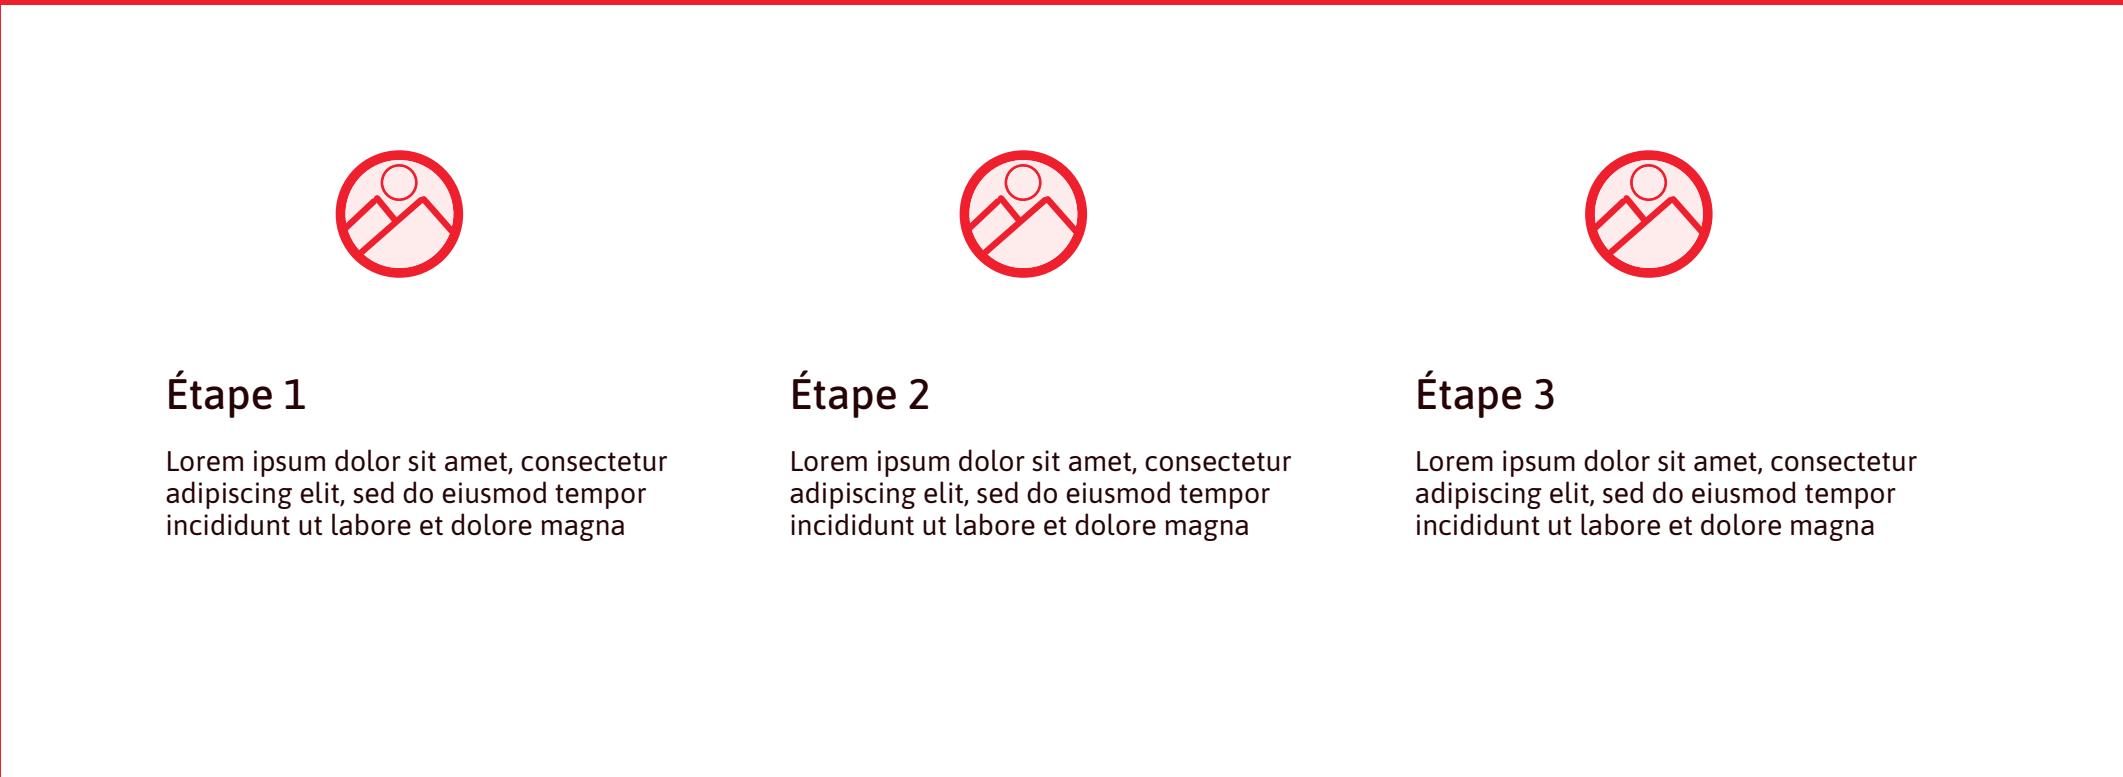 Étape 1
Lorem ipsum dolor sit amet, consectetur
adipiscing elit, sed do eiusmod tempor
incididunt ut labore et dolore magna
Étape 2
Lorem ipsum dolor sit amet, consectetur
adipiscing elit, sed do eiusmod tempor
incididunt ut labore et dolore magna
Étape 3
Lorem ipsum dolor sit amet, consectetur
adipiscing elit, sed do eiusmod tempor
incididunt ut labore et dolore magna